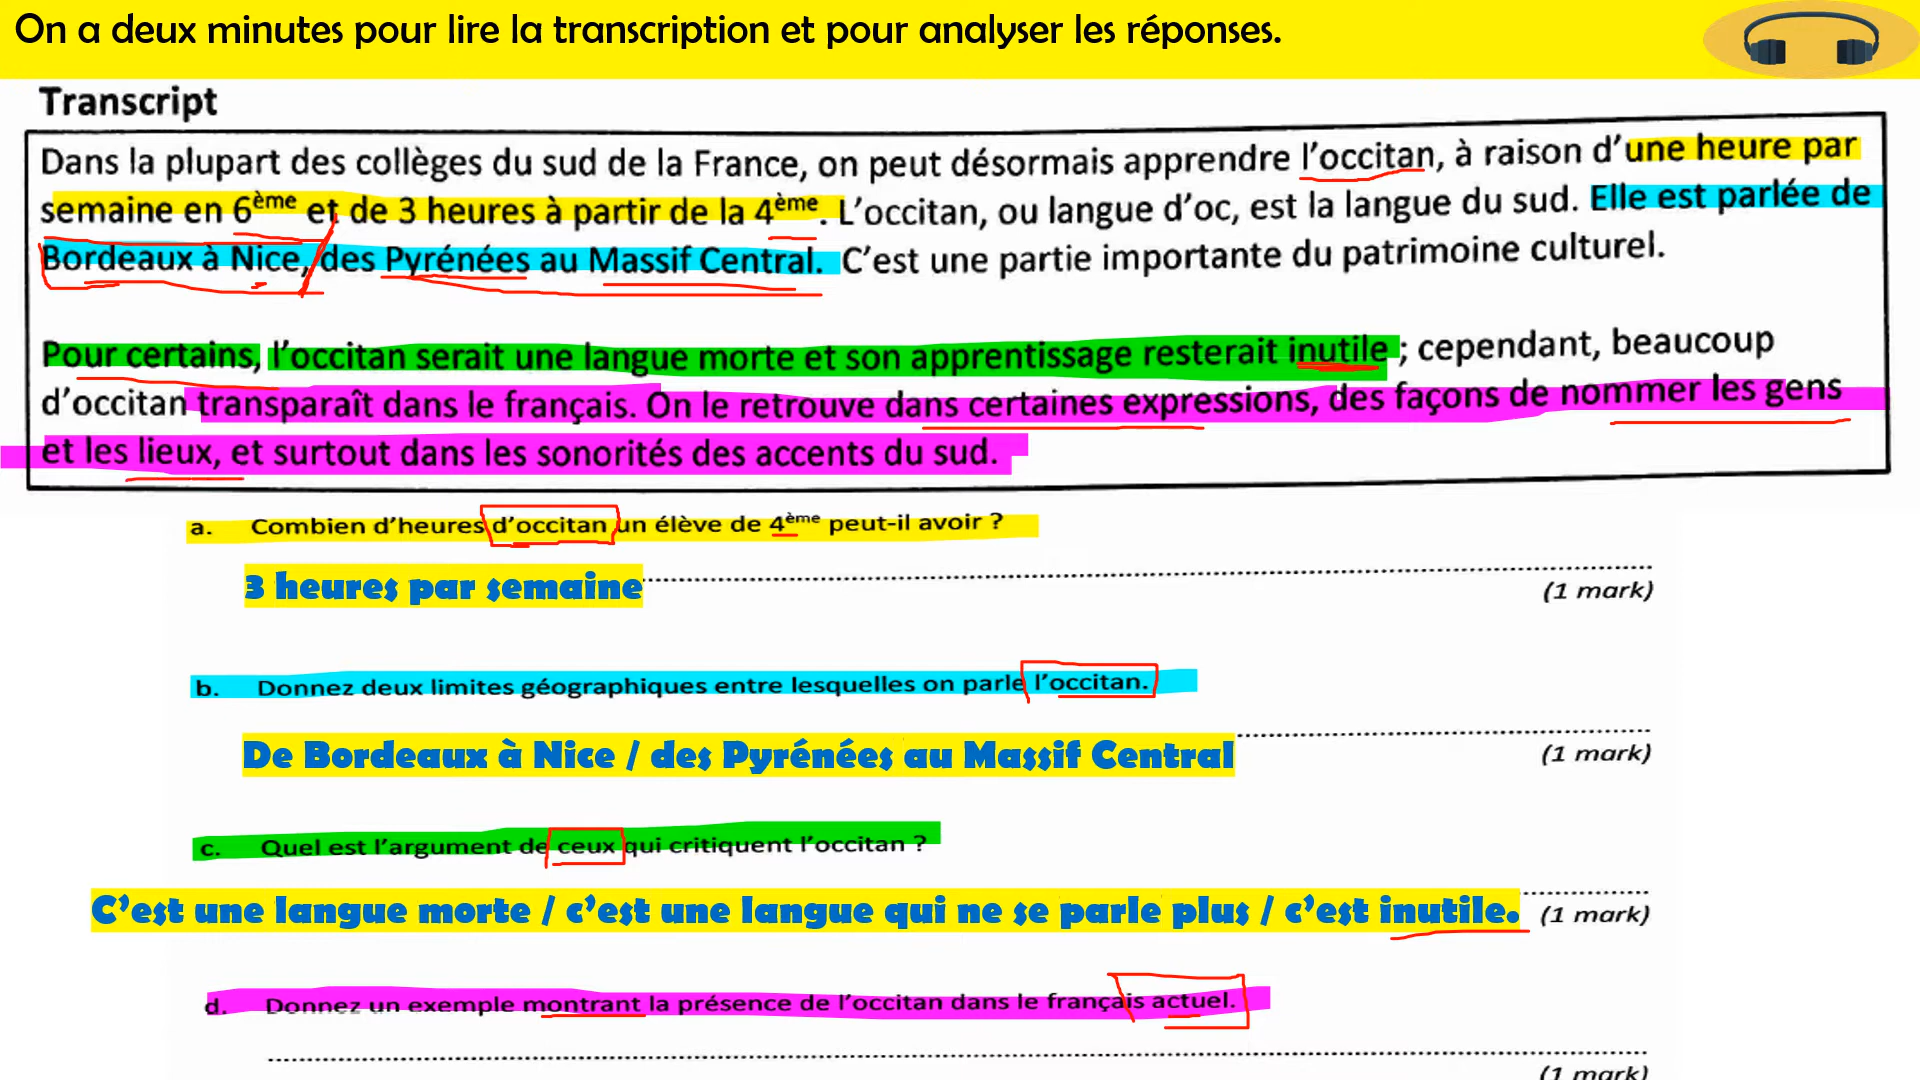 On a deux minutes pour lire la transcription et pour analyser les réponses.
Transcript
Dans la plupart des collèges du sud de la France, on peut désormais apprendre l’occitan, à raison d’une heure par
semaine en 6ème et de 3 heures à partir de la 4ème. L’occitan, ou langue d’oc, est la langue du sud. Elle est parlée de
Bordeaux à Nice, des Pyrénées au Massif Central. C’est une partie importante du patrimoine culturel.
Pour certains, l’occitan serait une langue morte et son apprentissage resterait inutile ; cependant, beaucoup
d’occitan transparaît dans le français. On le retrouve dans certaines expressions, des façons de nommer les gens
et les lieux, et surtout dans les sonorités des accents du sud.
a. Combien d’heures d’occitan un élève de 4ème peut-il avoir ?
3 heures par semaine
(1 mark)
b. Donnez deux limites géographiques entre lesquelles on parle l’occitan.
De Bordeaux à Nice / des Pyrénées au Massif Central
(1 mark)
c. Quel est l’argument de ceux qui critiquent l’occitan ?
C’est une langue morte / c’est une langue qui ne se parle plus / c’est inutile.
(1 mark)
d. Donnez un exemple montrant la présence de l’occitan dans le français actuel.
(1 mark)